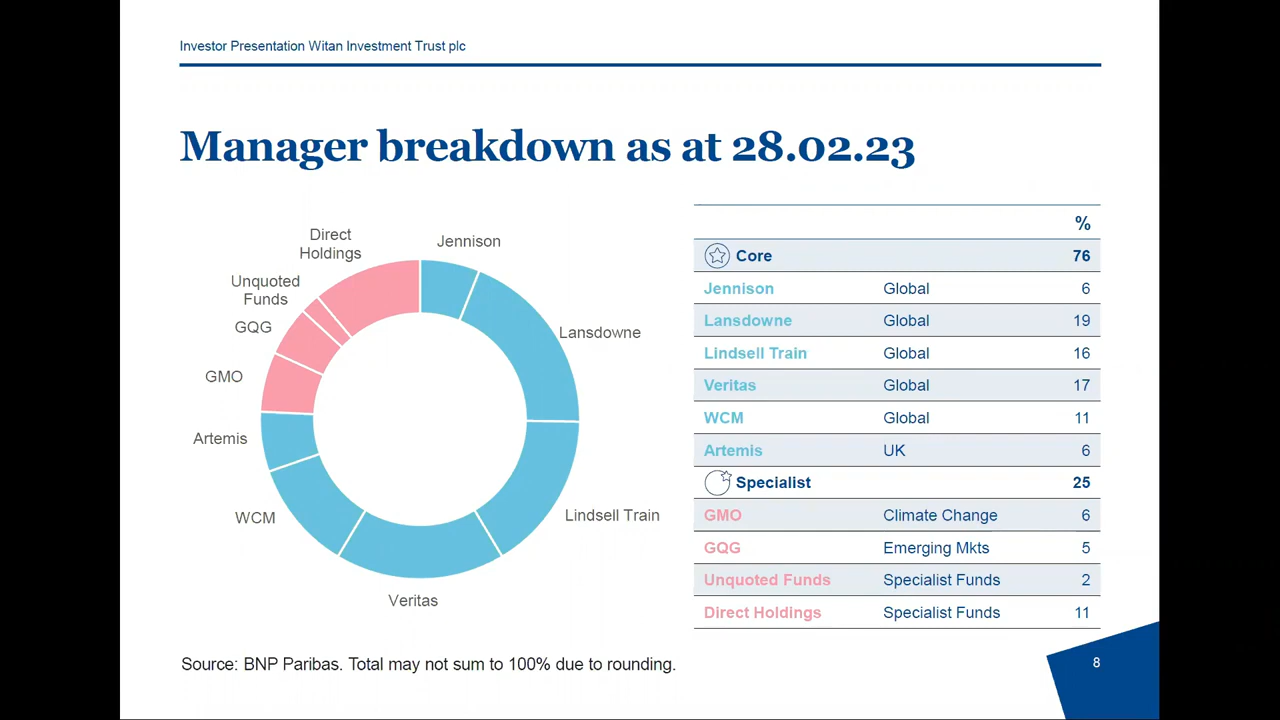 Investor Presentation Witan Investment Trust plc
Manager breakdown as at 28.02.23
Direct
Holdings
Jennison
Unquoted
Funds
GQG
Lansdowne
GMO
Artemis
WCM
Lindsell Train
Veritas
%
Core 76
Jennison Global 6
Lansdowne Global 19
Lindsell Train Global 16
Veritas Global 17
WCM Global 11
Artemis UK 6
Specialist 25
GMO Climate Change 6
GQG Emerging Mkts 5
Unquoted Funds Specialist Funds 2
Direct Holdings Specialist Funds 11
Source: BNP Paribas. Total may not sum to 100% due to rounding.
8